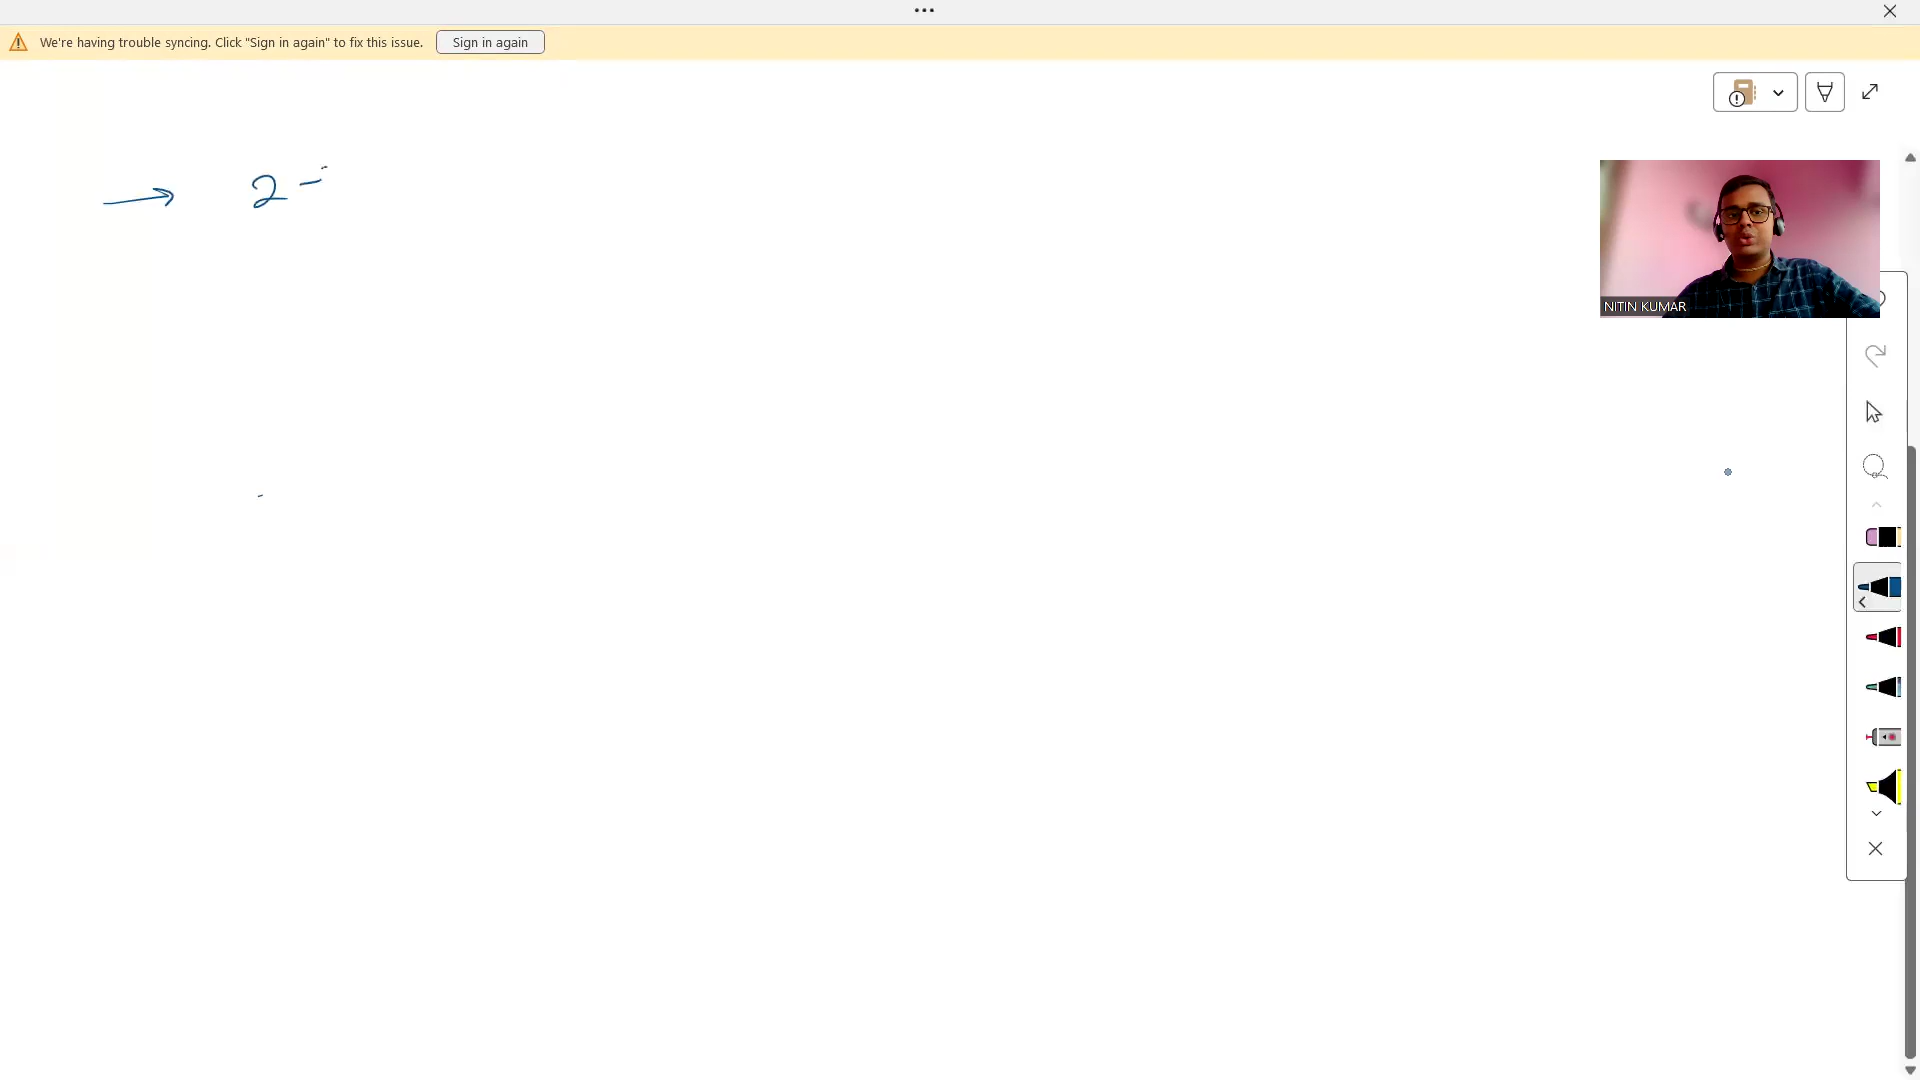 We're having trouble syncing. Click "Sign in again" to fix this issue. Sign in again
→ 2 -
NITIN KUMAR